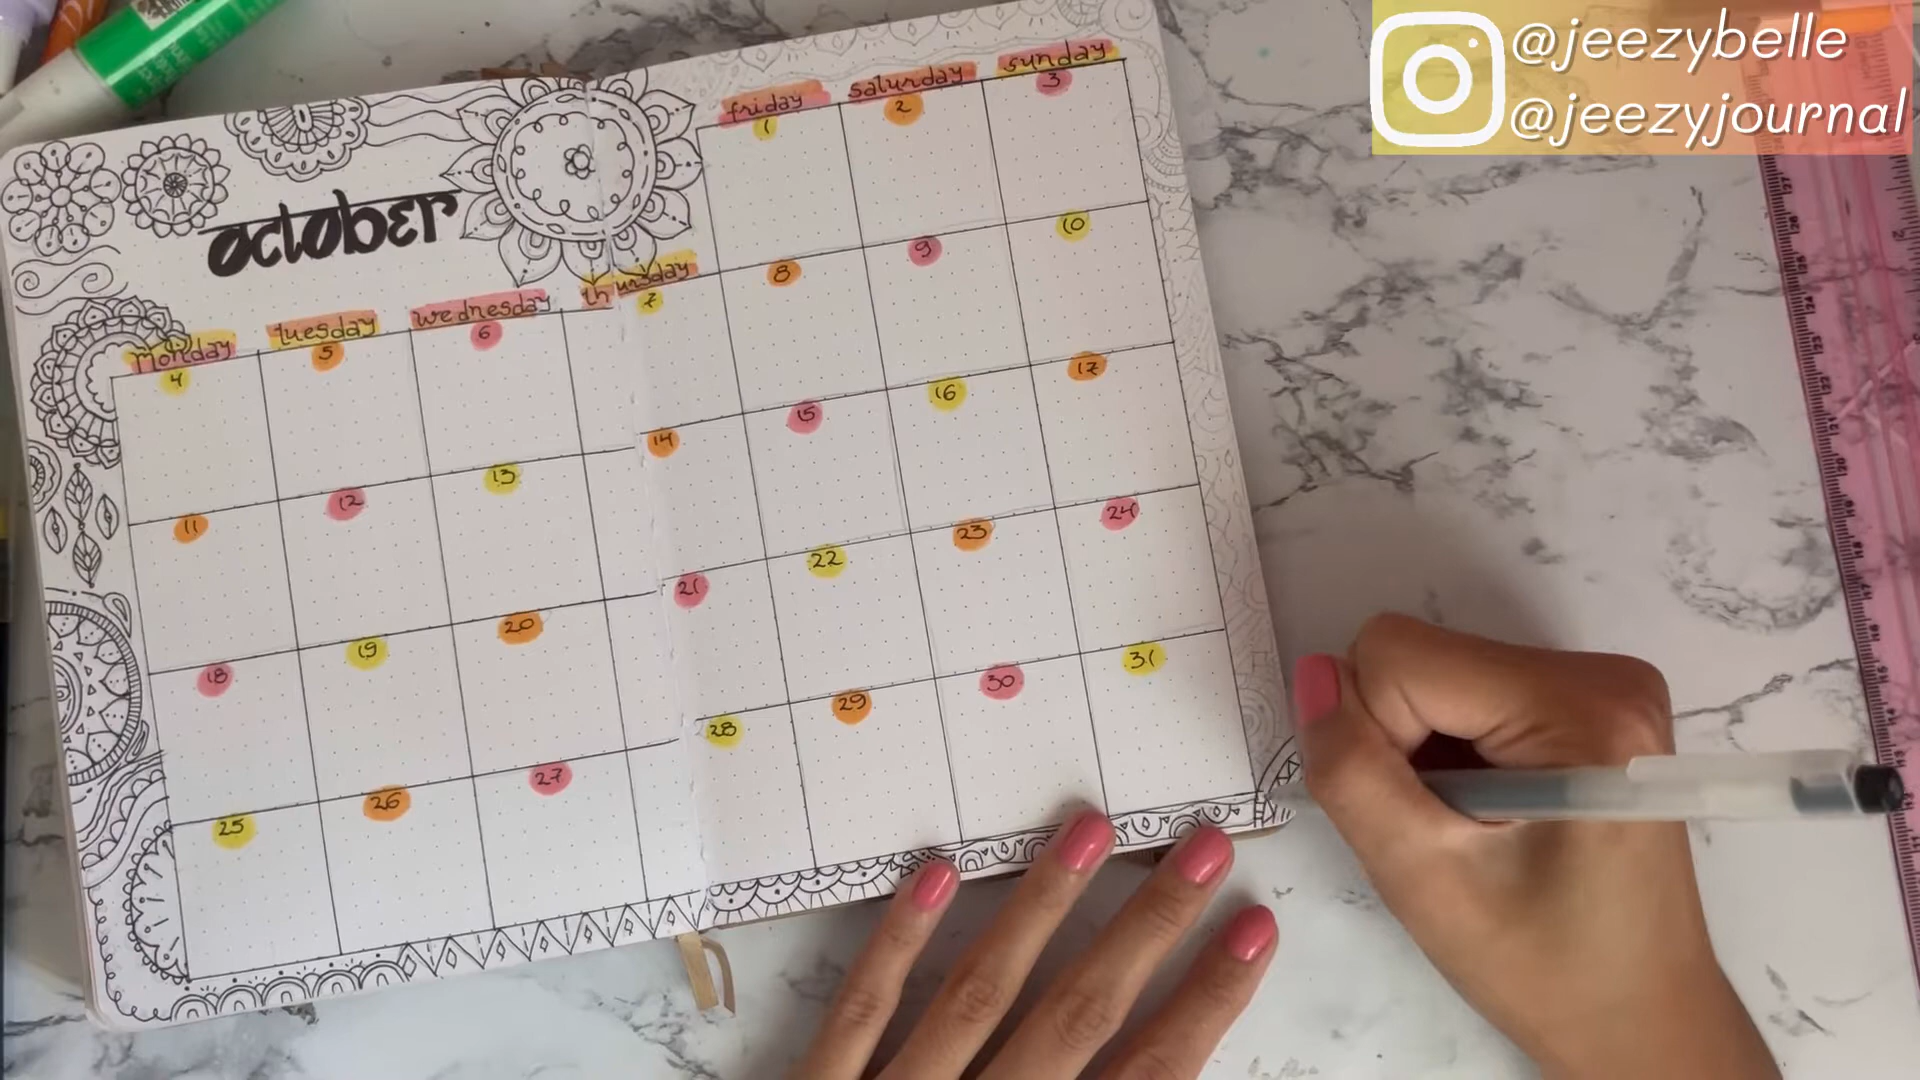 @jeezybelle
@jeezyjournal
october
monday tuesday wednesday thursday friday saturday sunday
1 2 3
4 5 6 7 8 9 10
11 12 13 14 15 16 17
18 19 20 21 22 23 24
25 26 27 28 29 30 31